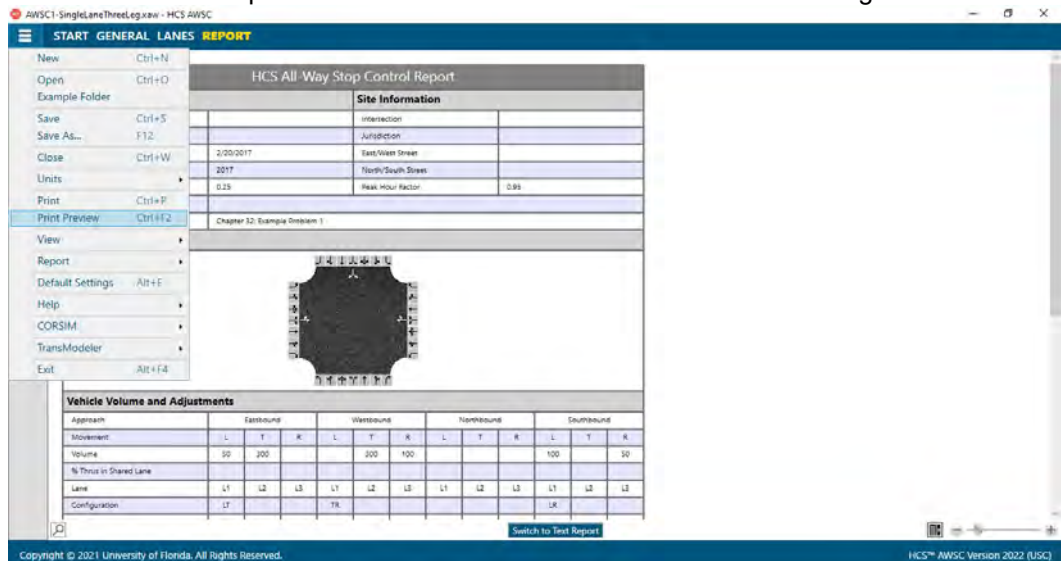 AWSC1-SingleLaneThreeLeg.xaw - HCS AWSC
START GENERAL LANES REPORT
New Ctrl+N
Open Ctrl+O
Example Folder
Save Ctrl+S
Save As... F12
Close Ctrl+W
Units
Print Ctrl+P
Print Preview Ctrl+F2
View
Report
Default Settings Alt+F
Help
CORSIM
TransModeler
Exit Alt+F4
HCS All-Way Stop Control Report
Site Information
Intersection
Jurisdiction
2/20/2017 East/West Street
2017 North/South Street
0.25 Peak Hour Factor 0.95
Chapter 32: Example Problem 1
Vehicle Volume and Adjustments
Approach Eastbound Westbound Northbound Southbound
Movement L T R L T R L T R L T R
Volume 50 300 300 100 100 50
% Thrus in Shared Lane
Lane L1 L2 L3 L1 L2 L3 L1 L2 L3 L1 L2 L3
Configuration LT TR LR
Switch to Text Report
Copyright © 2021 University of Florida. All Rights Reserved. HCS™ AWSC Version 2022 (USC)